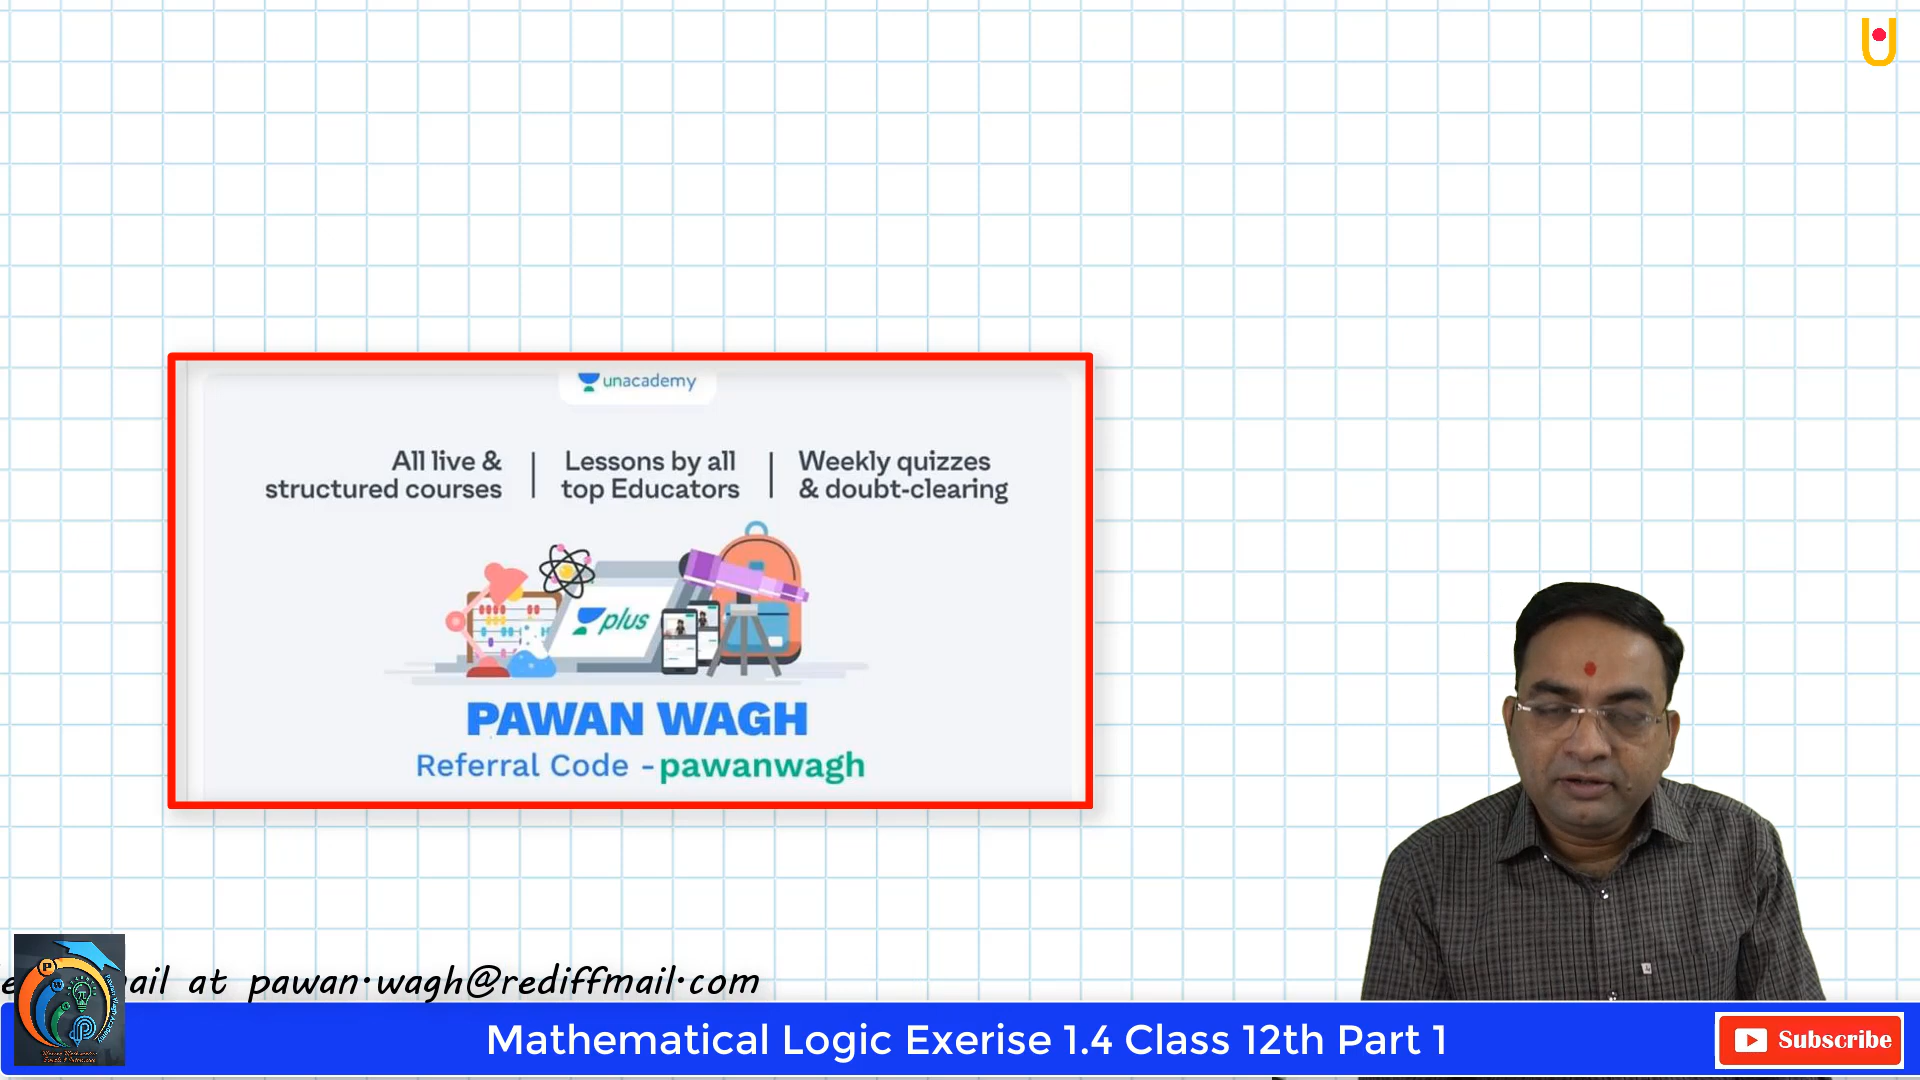 unacademy
All live &
structured courses
Lessons by all
top Educators
Weekly quizzes
& doubt-clearing
plus
PAWAN WAGH
Referral Code - pawanwagh
ail at pawan.wagh@rediffmail.com
Mathematical Logic Exerise 1.4 Class 12th Part 1
Subscribe